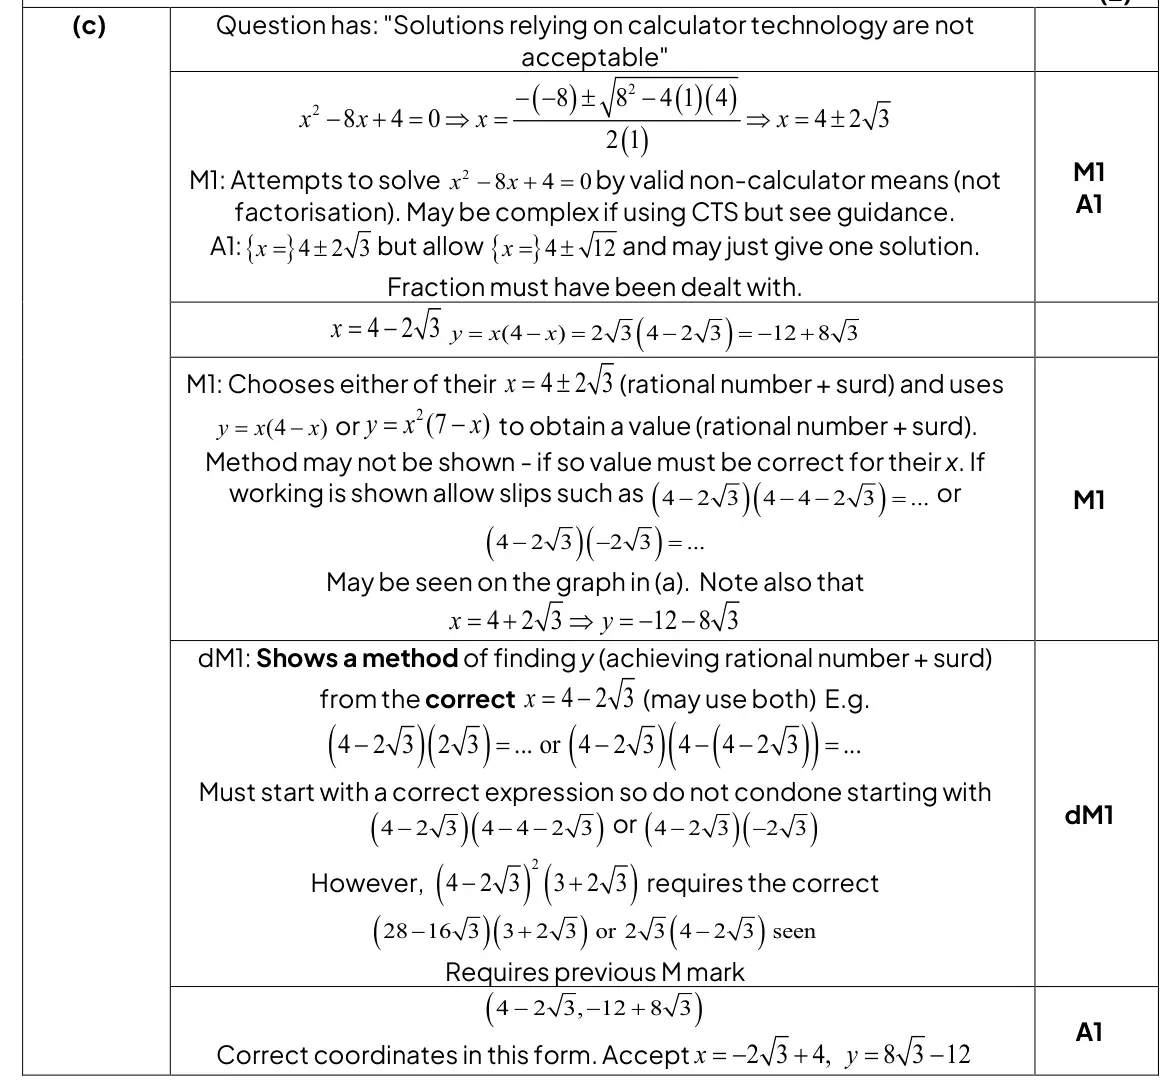 (c)
Question has: "Solutions relying on calculator technology are not
acceptable"
x² − 8x + 4 = 0 ⇒ x = (−(−8) ± √(8² − 4(1)(4))) / 2(1) ⇒ x = 4 ± 2√3
M1: Attempts to solve x² − 8x + 4 = 0 by valid non-calculator means (not
factorisation). May be complex if using CTS but see guidance.
A1: {x =} 4 ± 2√3 but allow {x =} 4 ± √12 and may just give one solution.
Fraction must have been dealt with.
M1
A1
x = 4 − 2√3 y = x(4 − x) = 2√3(4 − 2√3) = −12 + 8√3
M1: Chooses either of their x = 4 ± 2√3 (rational number + surd) and uses
y = x(4 − x) or y = x²(7 − x) to obtain a value (rational number + surd).
Method may not be shown - if so value must be correct for their x. If
working is shown allow slips such as (4 − 2√3)(4 − 4 − 2√3) = ... or
(4 − 2√3)(−2√3) = ...
May be seen on the graph in (a). Note also that
x = 4 + 2√3 ⇒ y = −12 − 8√3
M1
dM1: Shows a method of finding y (achieving rational number + surd)
from the correct x = 4 − 2√3 (may use both) E.g.
(4 − 2√3)(2√3) = ... or (4 − 2√3)(4 − (4 − 2√3)) = ...
Must start with a correct expression so do not condone starting with
(4 − 2√3)(4 − 4 − 2√3) or (4 − 2√3)(−2√3)
However, (4 − 2√3)²(3 + 2√3) requires the correct
(28 − 16√3)(3 + 2√3) or 2√3(4 − 2√3) seen
Requires previous M mark
dM1
(4 − 2√3, −12 + 8√3)
Correct coordinates in this form. Accept x = −2√3 + 4, y = 8√3 − 12
A1